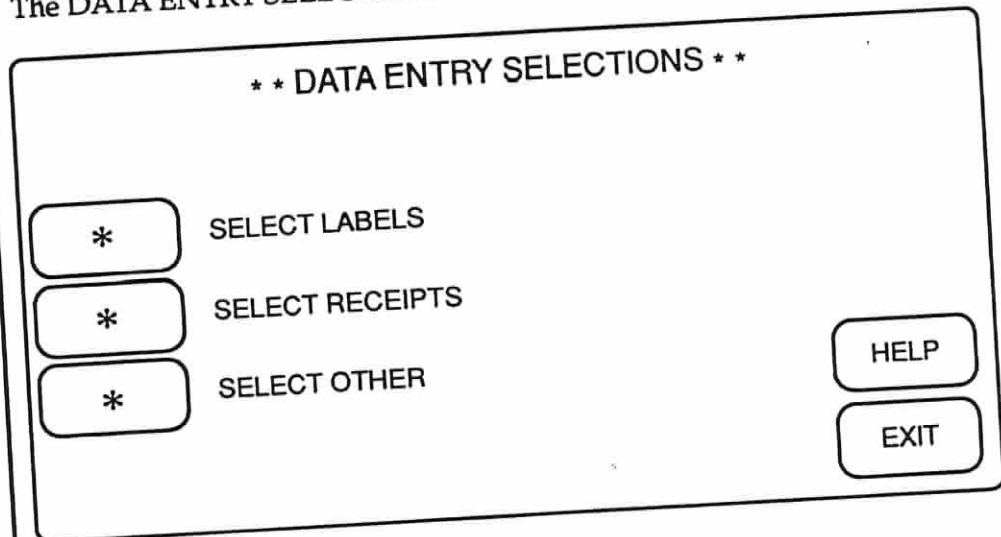 The DATA ENTRY
* * DATA ENTRY SELECTIONS * *
* SELECT LABELS
* SELECT RECEIPTS
* SELECT OTHER
HELP
EXIT